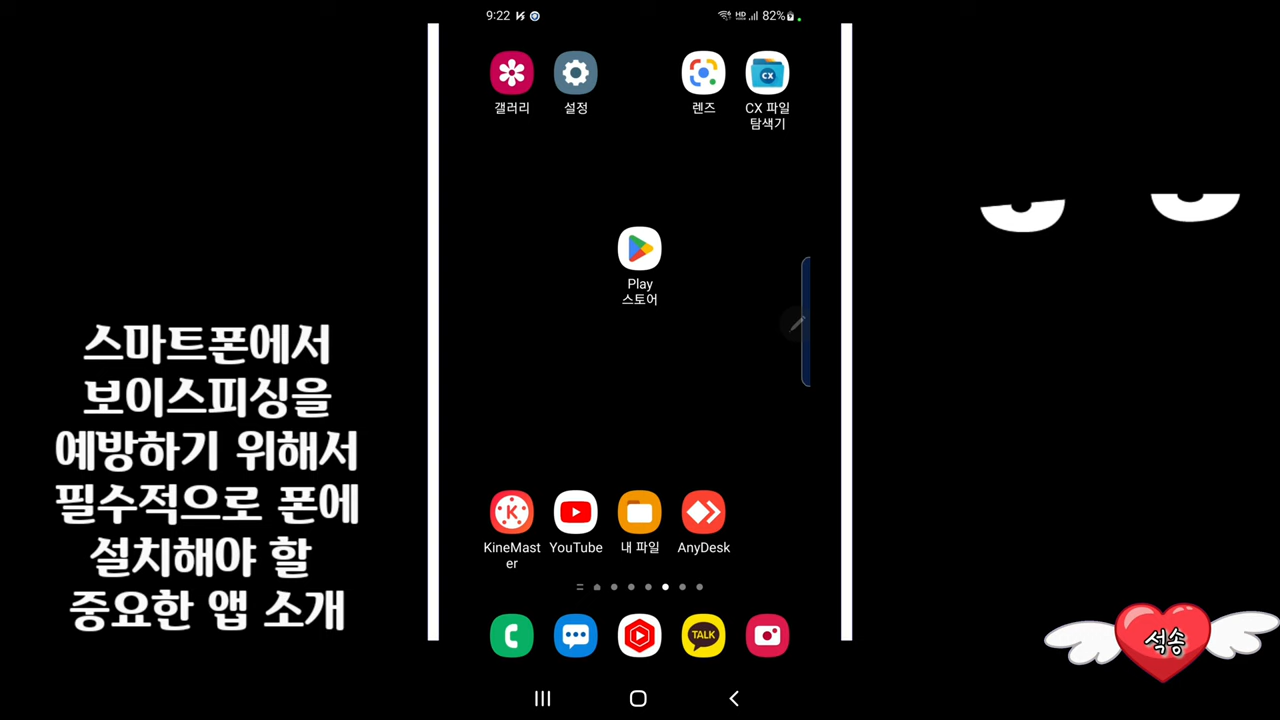 9:22
HD
82%
갤러리
설정
렌즈
CX
CX 파일
탐색기
Play
스토어
스마트폰에서
보이스피싱을
예방하기 위해서
필수적으로 폰에
설치해야 할
중요한 앱 소개
K
KineMast
er
YouTube
내 파일
AnyDesk
TALK
석송